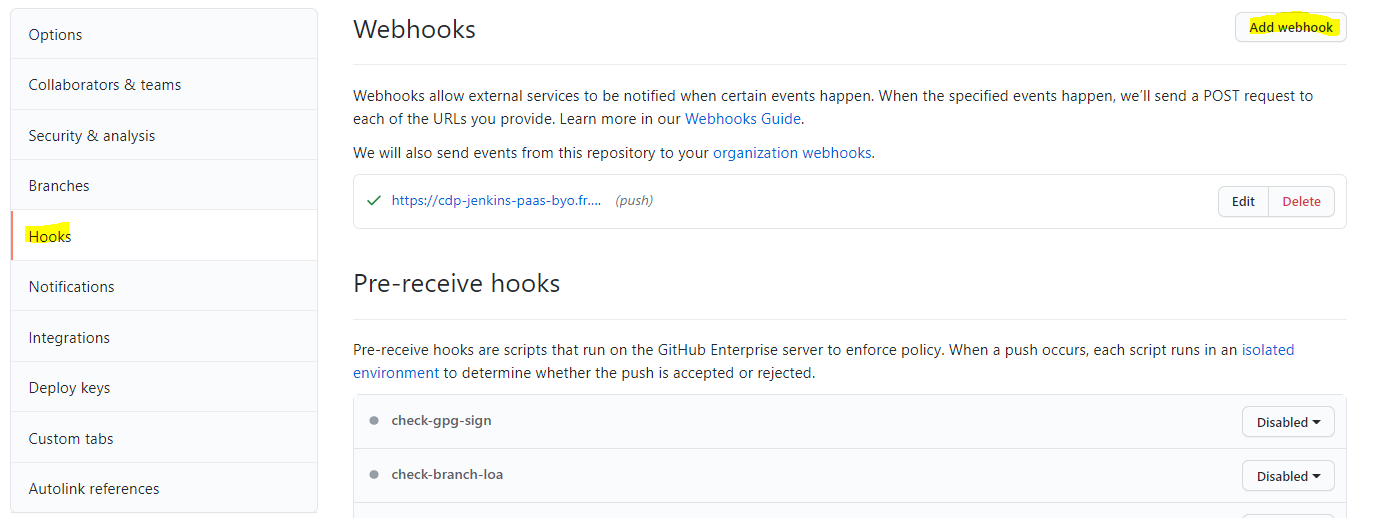 Options
Collaborators & teams
Security & analysis
Branches
Hooks
Notifications
Integrations
Deploy keys
Custom tabs
Autolink references
Webhooks
Add webhook
Webhooks allow external services to be notified when certain events happen. When the specified events happen, we'll send a POST request to
each of the URLs you provide. Learn more in our Webhooks Guide.
We will also send events from this repository to your organization webhooks.
https://cdp-jenkins-paas-byo.fr.... (push)
Edit
Delete
Pre-receive hooks
Pre-receive hooks are scripts that run on the GitHub Enterprise server to enforce policy. When a push occurs, each script runs in an isolated
environment to determine whether the push is accepted or rejected.
check-gpg-sign
Disabled
check-branch-loa
Disabled